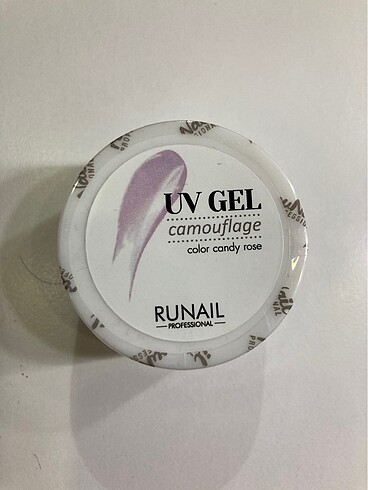 UV GEL
camouflage
color candy rose
RUNAIL
PROFESSIONAL